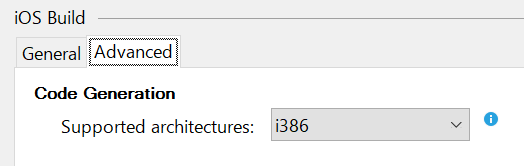 iOS Build
General Advanced
Code Generation
Supported architectures: i386